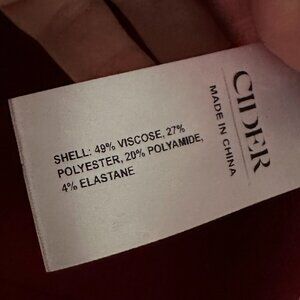 SHELL: 49% VISCOSE, 27%
POLYESTER, 20% POLYAMIDE,
4% ELASTANE
CIDER
MADE IN CHINA